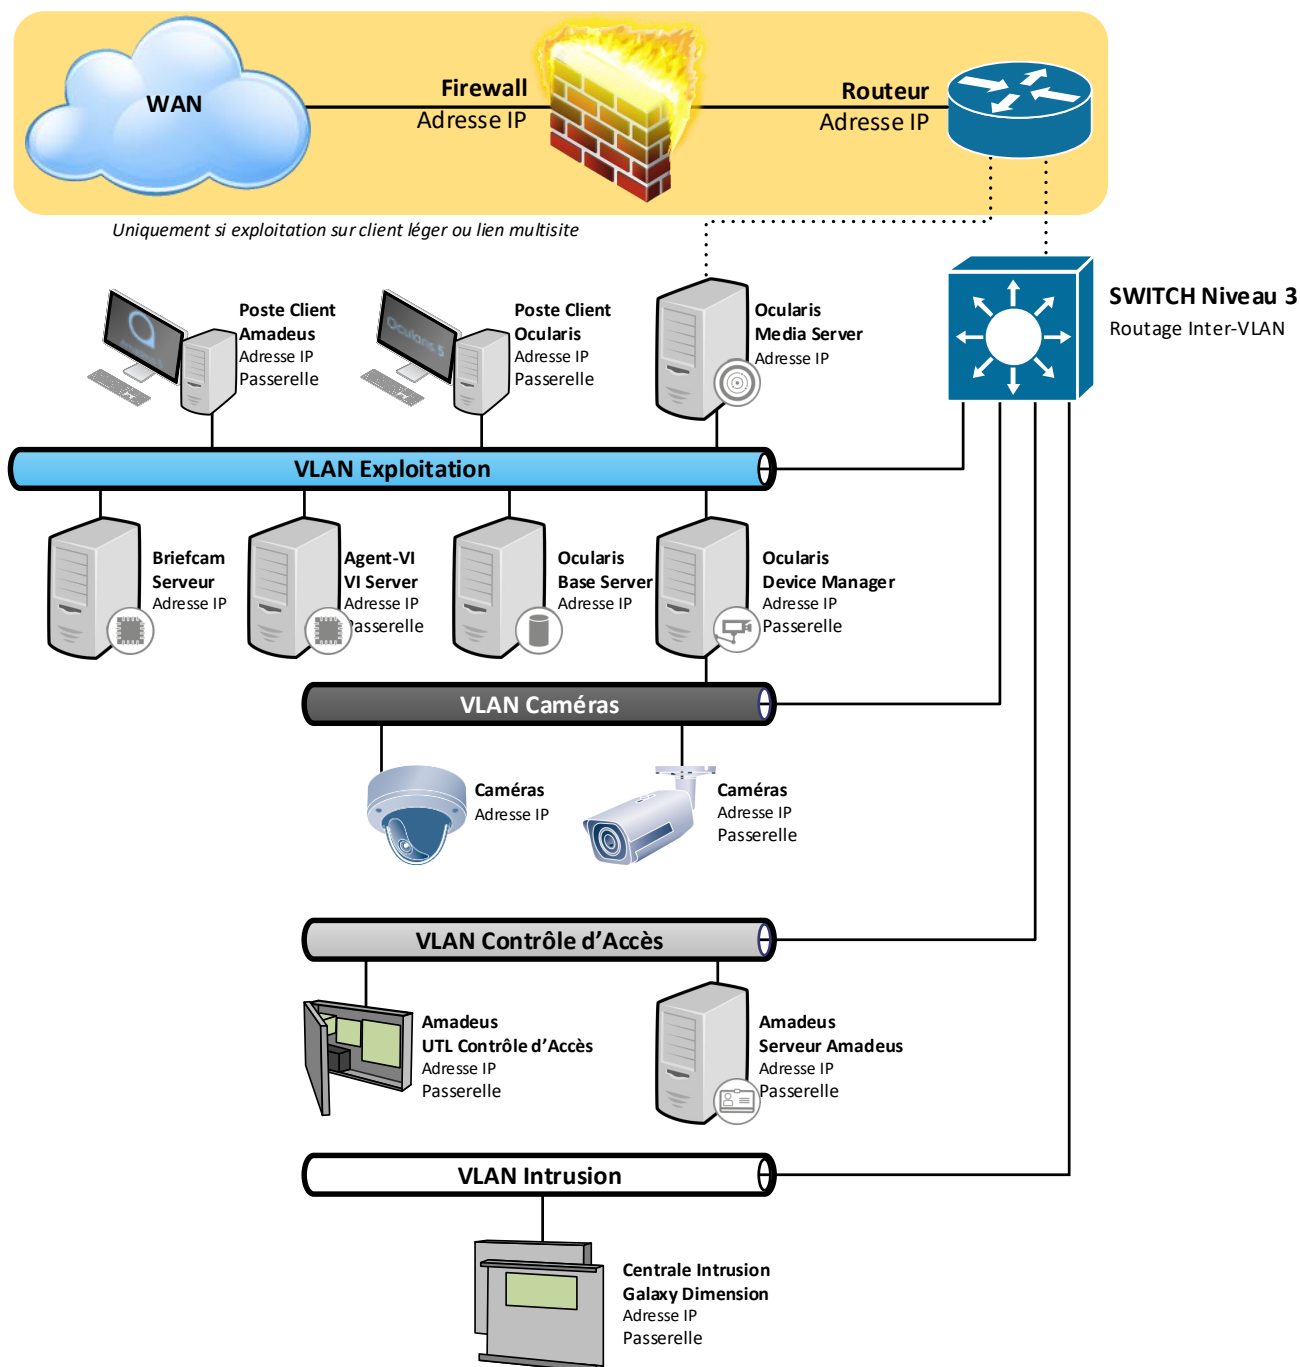 WAN
Firewall
Adresse IP
Routeur
Adresse IP
Uniquement si exploitation sur client léger ou lien multisite
SWITCH Niveau 3
Routage Inter-VLAN
Poste Client
Amadeus
Adresse IP
Passerelle
Poste Client
Ocularis
Adresse IP
Passerelle
Ocularis 5
Ocularis
Media Server
Adresse IP
VLAN Exploitation
Briefcam
Serveur
Adresse IP
Agent-VI
VI Server
Adresse IP
Passerelle
Ocularis
Base Server
Adresse IP
Ocularis
Device Manager
Adresse IP
Passerelle
VLAN Caméras
Caméras
Adresse IP
Caméras
Adresse IP
Passerelle
VLAN Contrôle d’Accès
Amadeus
UTL Contrôle d’Accès
Adresse IP
Passerelle
Amadeus
Serveur Amadeus
Adresse IP
Passerelle
VLAN Intrusion
Centrale Intrusion
Galaxy Dimension
Adresse IP
Passerelle